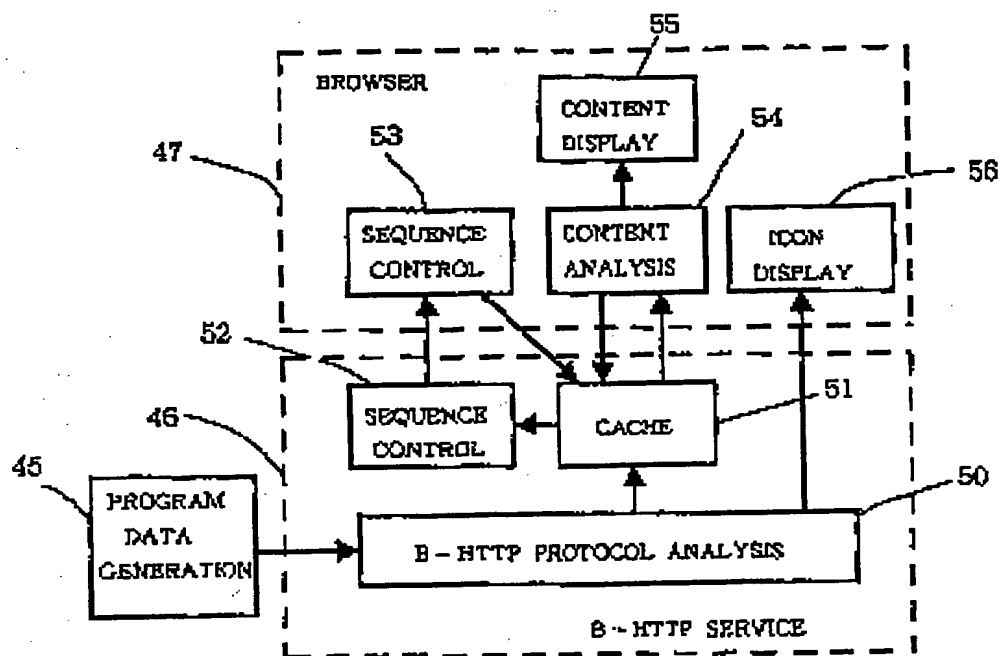 55
BROWSER
CONTENT
DISPLAY
54
53
47
56
SEQUENCE
CONTROL
CONTENT
ANALYSIS
ICON
DISPLAY
52
51
46
SEQUENCE
CONTROL
CACHE
45
50
PROGRAM
DATA
GENERATION
B-HTTP PROTOCOL ANALYSIS
B-HTTP SERVICE